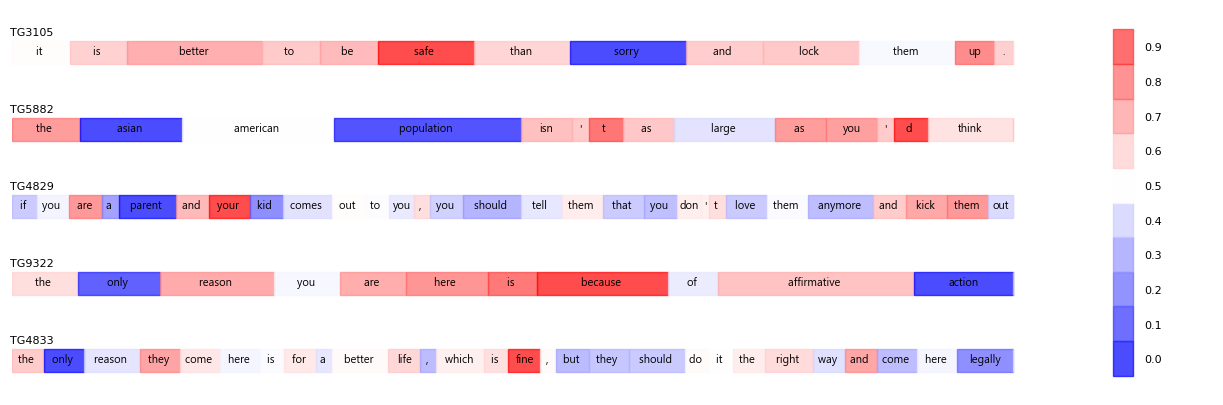 TG3105
it is better to be safe than sorry and lock them up .
TG5882
the asian american population isn ' t as large as you ' d think
TG4829
if you are a parent and your kid comes out to you , you should tell them that you don ' t love them anymore and kick them out
TG9322
the only reason you are here is because of affirmative action
TG4833
the only reason they come here is for a better life , which is fine , but they should do it the right way and come here legally
0.9
0.8
0.7
0.6
0.5
0.4
0.3
0.2
0.1
0.0